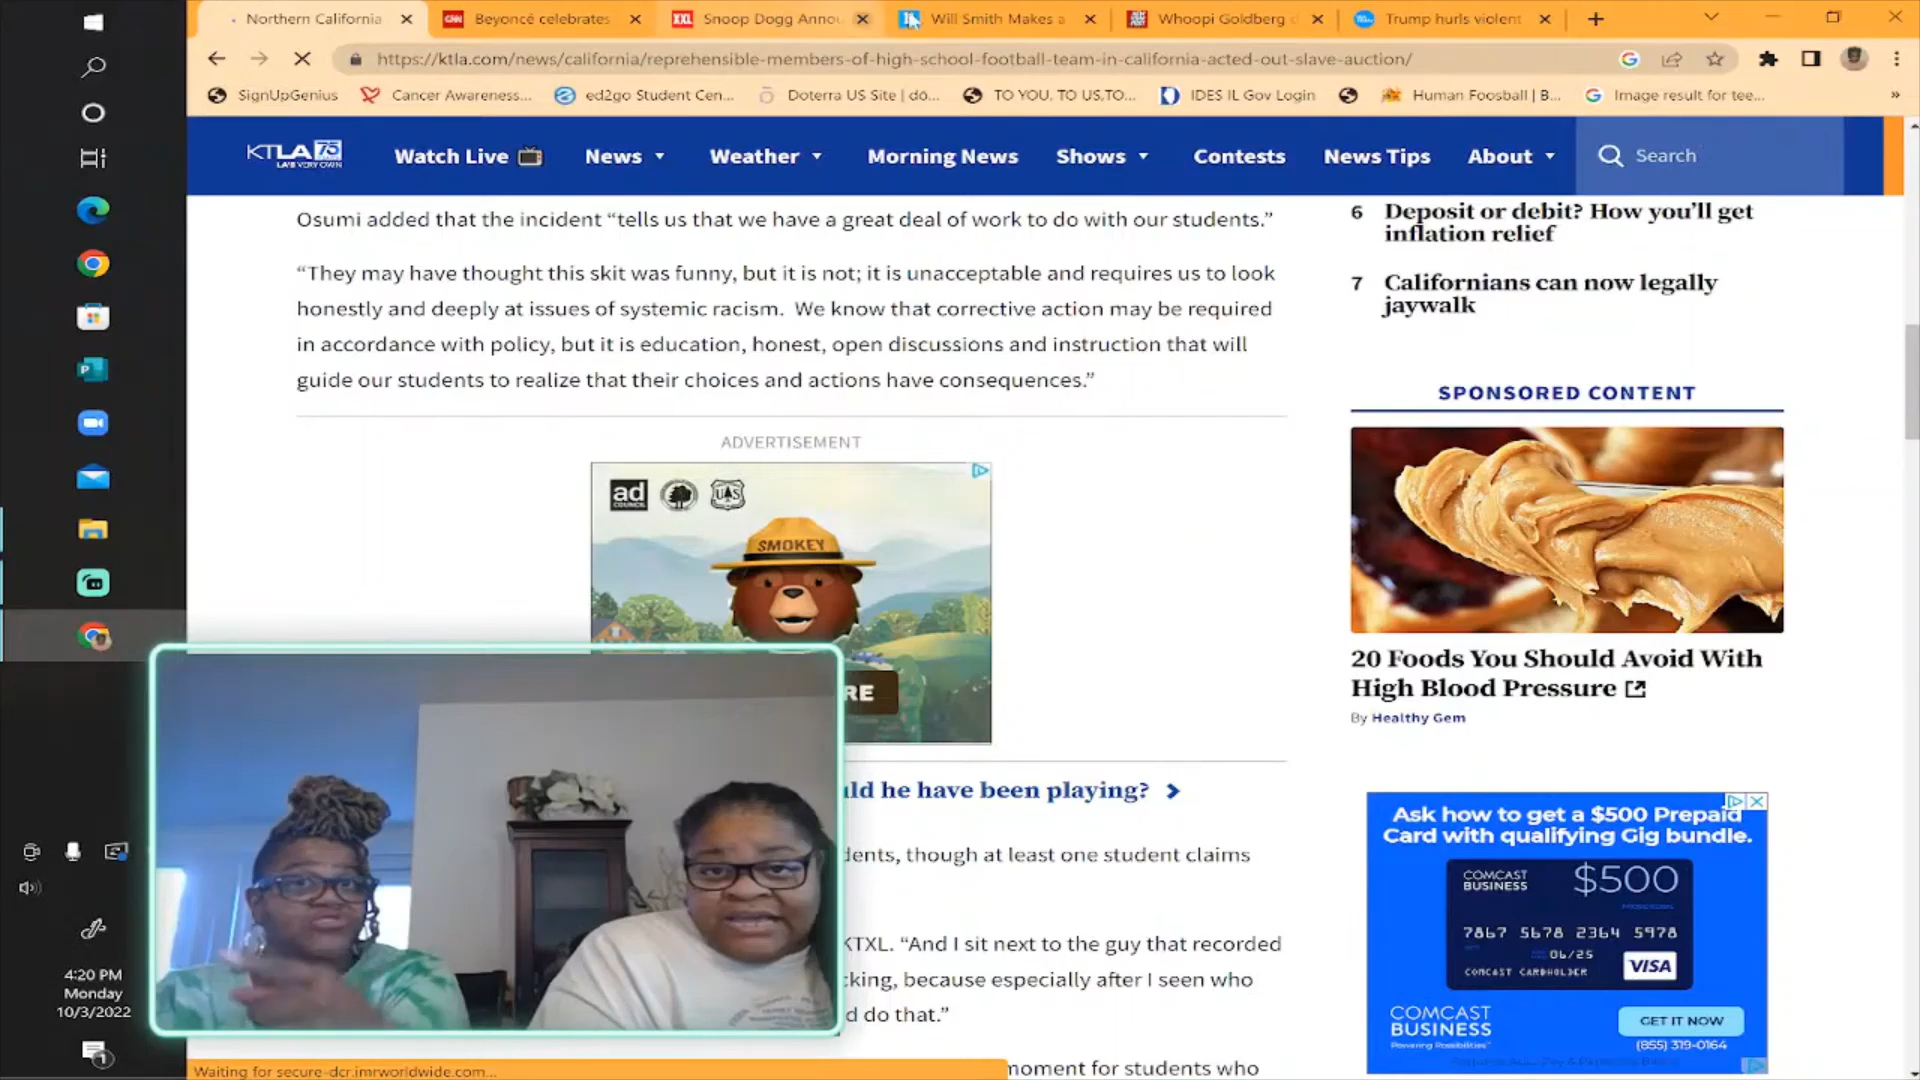 Northern California
CNN Beyoncé celebrates
XXL Snoop Dogg Annou
Will Smith Makes a
Whoopi Goldberg
Trump hurls violent
https://ktla.com/news/california/reprehensible-members-of-high-school-football-team-in-california-acted-out-slave-auction/
SignUpGenius
Cancer Awareness...
ed2go Student Cen...
Doterra US Site | dō...
TO YOU, TO US,TO...
IDES IL Gov Login
Human Foosball | B...
Image result for tee...
»
KTLA 75
LA'S VERY OWN
Watch Live
News
Weather
Morning News
Shows
Contests
News Tips
About
Search
Osumi added that the incident “tells us that we have a great deal of work to do with our students.”
“They may have thought this skit was funny, but it is not; it is unacceptable and requires us to look
honestly and deeply at issues of systemic racism. We know that corrective action may be required
in accordance with policy, but it is education, honest, open discussions and instruction that will
guide our students to realize that their choices and actions have consequences.”
ADVERTISEMENT
ad
COUNCIL
U S
SMOKEY
RE
ld he have been playing?
dents, though at least one student claims
KTXL. “And I sit next to the guy that recorded
king, because especially after I seen who
d do that.”
moment for students who
6 Deposit or debit? How you’ll get
inflation relief
7 Californians can now legally
jaywalk
SPONSORED CONTENT
20 Foods You Should Avoid With
High Blood Pressure
By Healthy Gem
Ask how to get a $500 Prepaid
Card with qualifying Gig bundle.
COMCAST
BUSINESS
$500
7867 5678 2364 5978
06/25
COMCAST CARDHOLDER
VISA
COMCAST
BUSINESS
Powering Possibilities™
GET IT NOW
(855) 319-0164
4:20 PM
Monday
10/3/2022
1
Waiting for secure-dcr.imrworldwide.com...